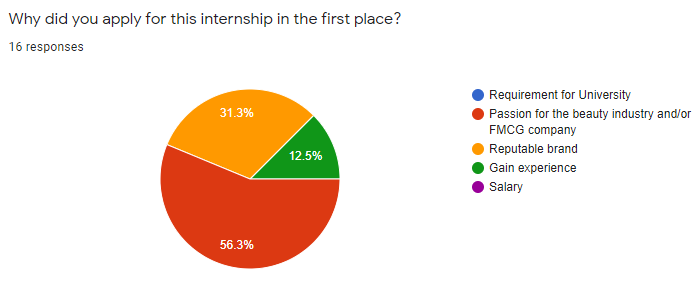 Why did you apply for this internship in the first place?
16 responses
31.3%
12.5%
56.3%
Requirement for University
Passion for the beauty industry and/or
FMCG company
Reputable brand
Gain experience
Salary